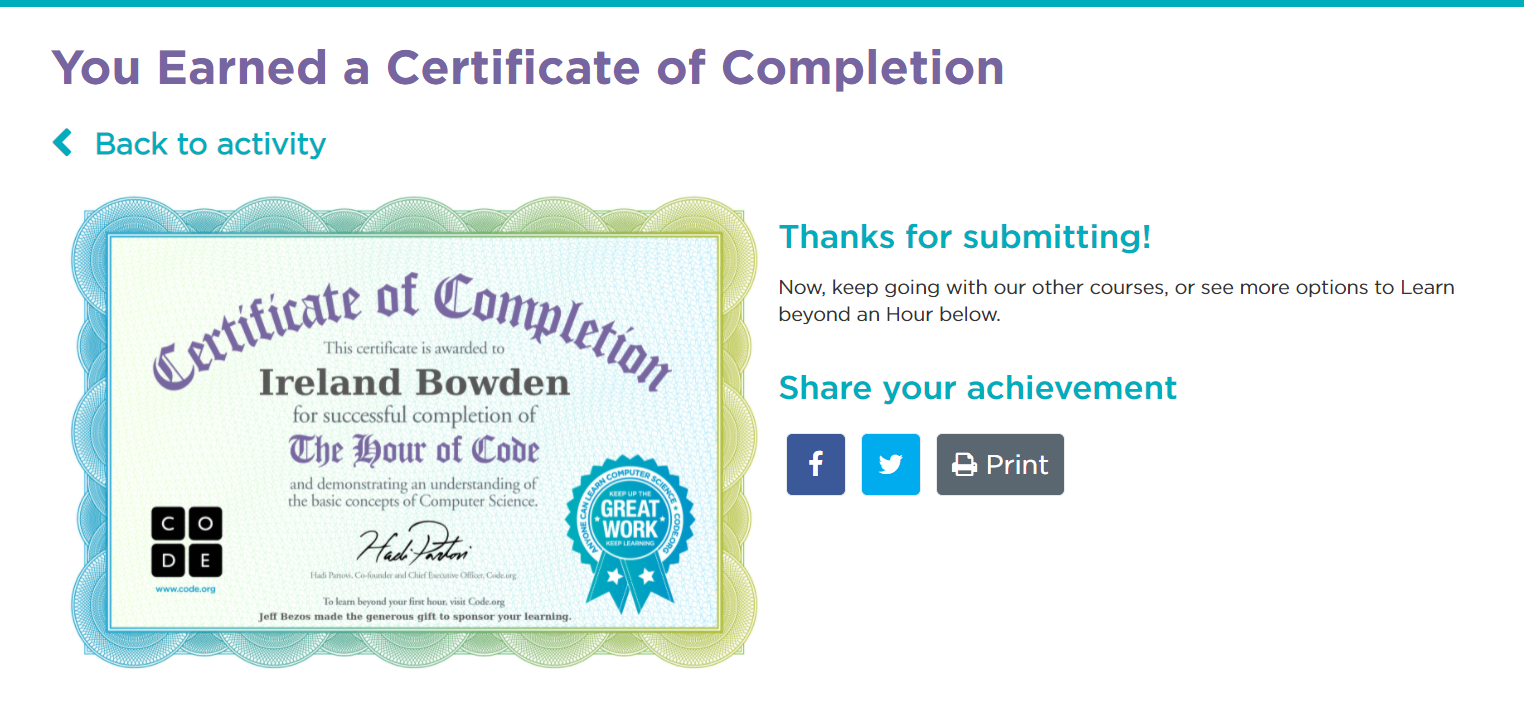 You Earned a Certificate of Completion
Back to activity
Certificate of Completion
This certificate is awarded to
Ireland Bowden
for successful completion of
The Hour of Code
and demonstrating an understanding of
the basic concepts of Computer Science.
Hadi Partovi
Hadi Partovi, Co-founder and Chief Executive Officer, Code.org
To learn beyond your first hour, visit Code.org
Jeff Bezos made the generous gift to sponsor your learning.
C O
D E
www.code.org
ANYONE CAN LEARN COMPUTER SCIENCE
CODE.ORG
KEEP UP THE
GREAT
WORK
KEEP LEARNING
Thanks for submitting!
Now, keep going with our other courses, or see more options to Learn
beyond an Hour below.
Share your achievement
Print